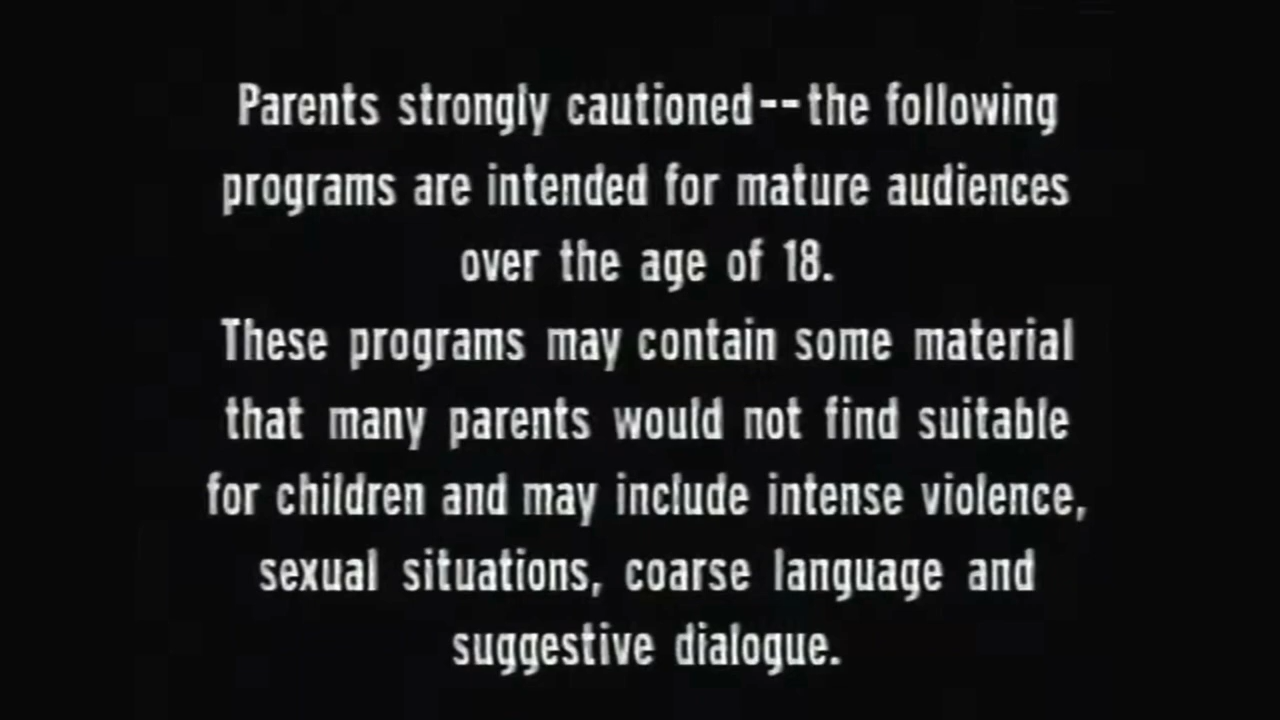 Parents strongly cautioned--the following
programs are intended for mature audiences
over the age of 18.
These programs may contain some material
that many parents would not find suitable
for children and may include intense violence,
sexual situations, coarse language and
suggestive dialogue.